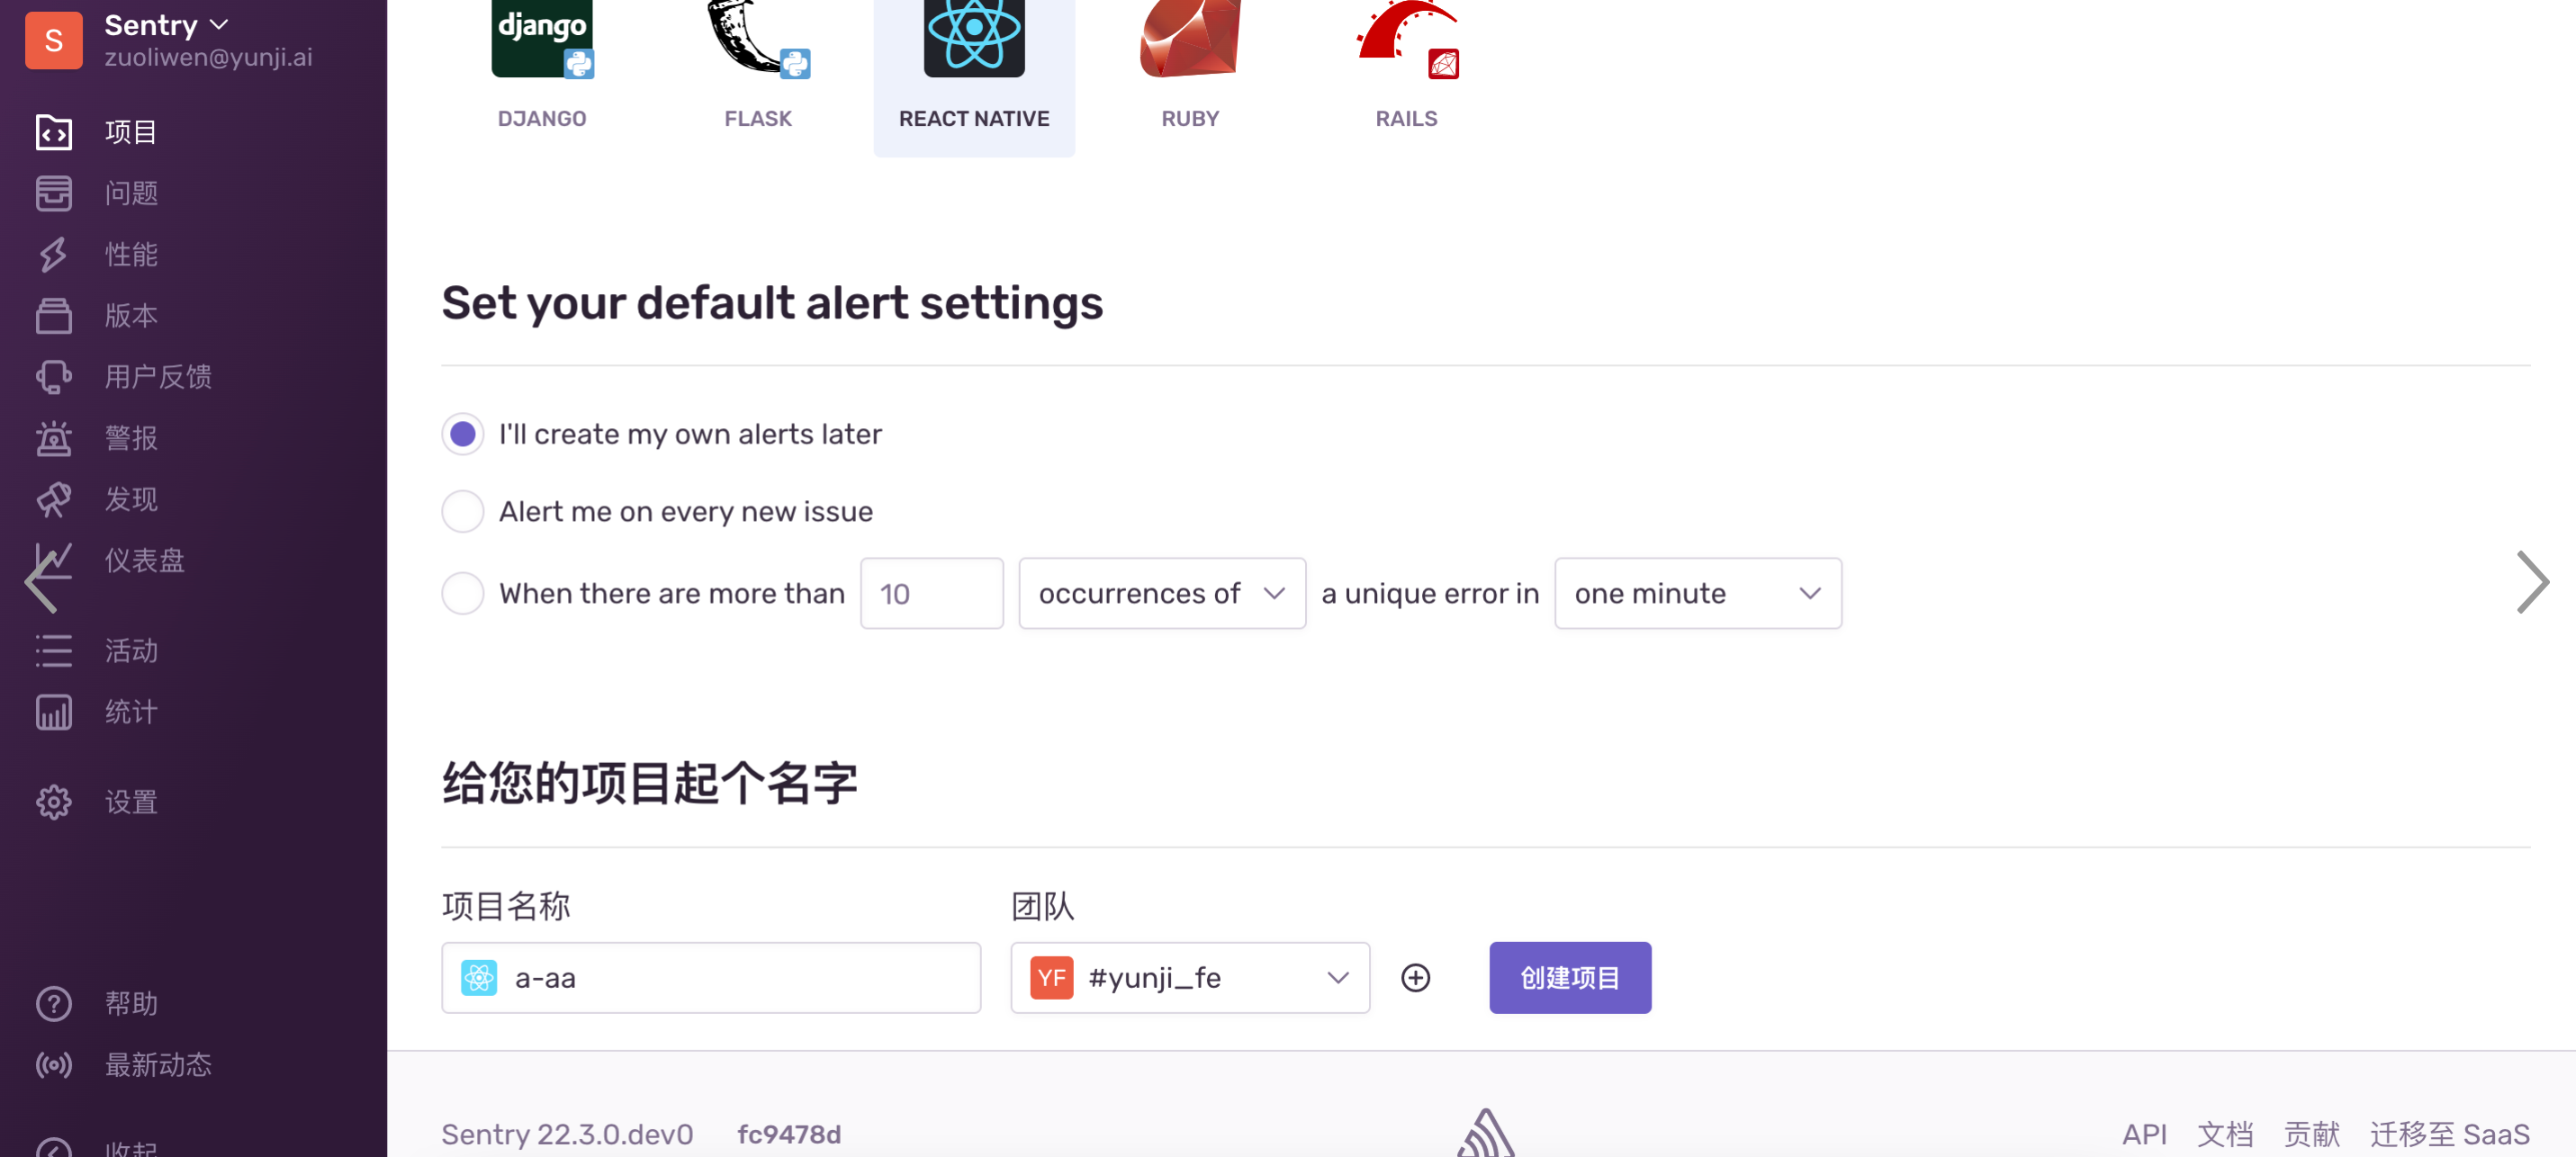 S
Sentry
zuoliwen@yunji.ai
项目
问题
性能
版本
用户反馈
警报
发现
仪表盘
活动
统计
设置
帮助
最新动态
收起
django
DJANGO
FLASK
REACT NATIVE
RUBY
RAILS
Set your default alert settings
I'll create my own alerts later
Alert me on every new issue
When there are more than 10 occurrences of a unique error in one minute
给您的项目起个名字
项目名称 团队
a-aa YF #yunji_fe 创建项目
Sentry 22.3.0.dev0 fc9478d API 文档 贡献 迁移至 SaaS